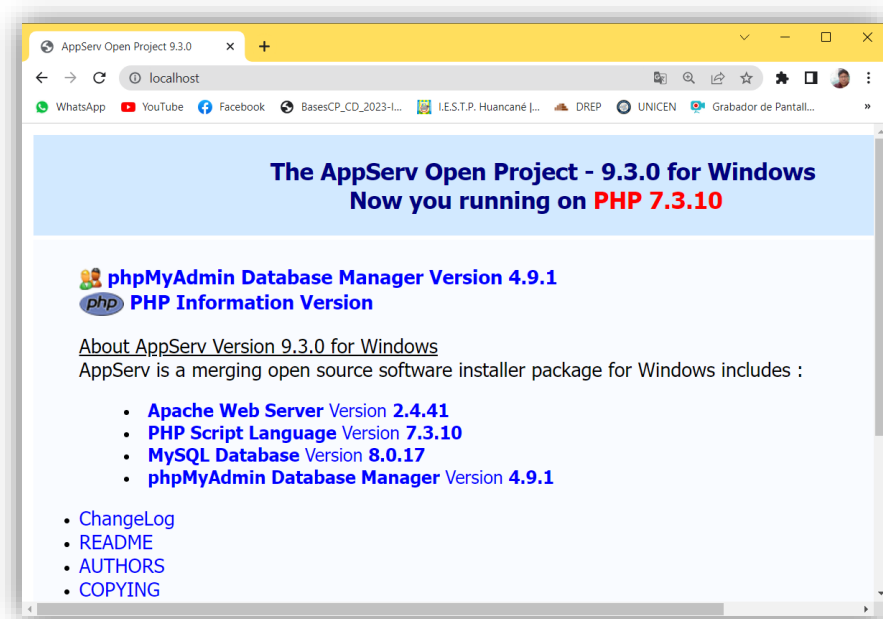 AppServ Open Project 9.3.0
localhost
WhatsApp YouTube Facebook BasesCP_CD_2023-I... I.E.S.T.P. Huancané |... DREP UNICEN Grabador de Pantall... »
The AppServ Open Project - 9.3.0 for Windows
Now you running on PHP 7.3.10
phpMyAdmin Database Manager Version 4.9.1
php PHP Information Version
About AppServ Version 9.3.0 for Windows
AppServ is a merging open source software installer package for Windows includes :
• Apache Web Server Version 2.4.41
• PHP Script Language Version 7.3.10
• MySQL Database Version 8.0.17
• phpMyAdmin Database Manager Version 4.9.1
• ChangeLog
• README
• AUTHORS
• COPYING